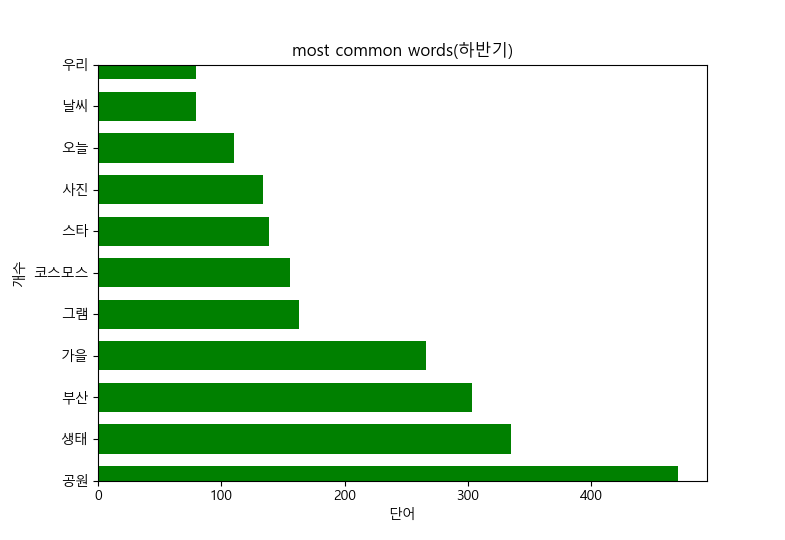 most common words(하반기)
우리
날씨
오늘
사진
스타
코스모스
그램
가을
부산
생태
공원
개수
0 100 200 300 400
단어